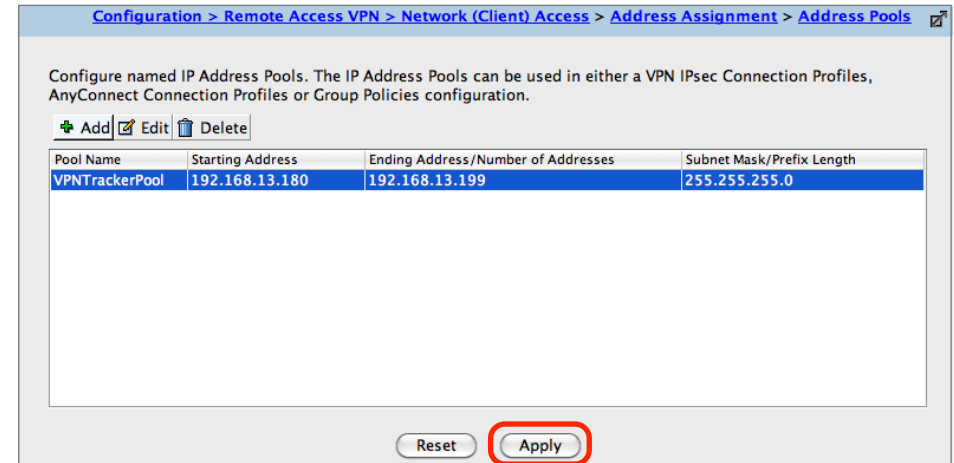 Configuration > Remote Access VPN > Network (Client) Access > Address Assignment > Address Pools
Configure named IP Address Pools. The IP Address Pools can be used in either a VPN IPsec Connection Profiles,
AnyConnect Connection Profiles or Group Policies configuration.
Add Edit Delete
Pool Name Starting Address Ending Address/Number of Addresses Subnet Mask/Prefix Length
VPNTrackerPool 192.168.13.180 192.168.13.199 255.255.255.0
Reset Apply